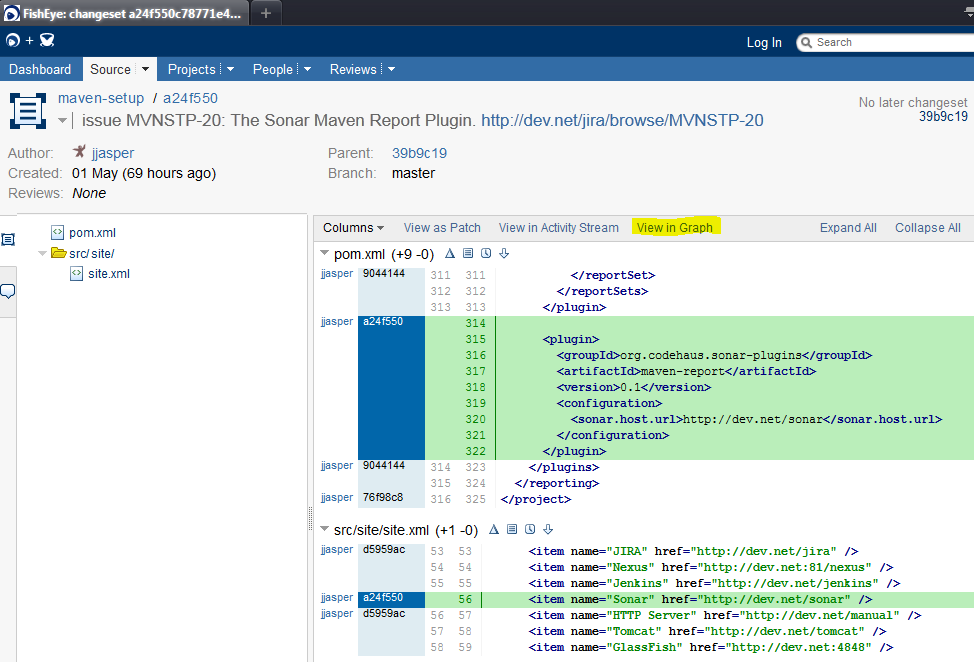 FishEye: changeset a24f550c78771e4...
Log In Search
Dashboard Source Projects People Reviews
maven-setup / a24f550
No later changeset
issue MVNSTP-20: The Sonar Maven Report Plugin. http://dev.net/jira/browse/MVNSTP-20
39b9c19
Author: jjasper Parent: 39b9c19
Created: 01 May (69 hours ago) Branch: master
Reviews: None
pom.xml
src/ site/
site.xml
Columns View as Patch View in Activity Stream View in Graph Expand All Collapse All
pom.xml (+9 -0)
jjasper 9044144 311 311 </reportSet>
312 312 </reportSets>
313 313 </plugin>
jjasper a24f550 314
315 <plugin>
316 <groupId>org.codehaus.sonar-plugins</groupId>
317 <artifactId>maven-report</artifactId>
318 <version>0.1</version>
319 <configuration>
320 <sonar.host.url>http://dev.net/sonar</sonar.host.url>
321 </configuration>
322 </plugin>
jjasper 9044144 314 323 </plugins>
315 324 </reporting>
jjasper 76f98c8 316 325 </project>
src/site/site.xml (+1 -0)
jjasper d5959ac 53 53 <item name="JIRA" href="http://dev.net/jira" />
54 54 <item name="Nexus" href="http://dev.net:81/nexus" />
55 55 <item name="Jenkins" href="http://dev.net/jenkins" />
jjasper a24f550 56 <item name="Sonar" href="http://dev.net/sonar" />
jjasper d5959ac 56 57 <item name="HTTP Server" href="http://dev.net/manual" />
57 58 <item name="Tomcat" href="http://dev.net/tomcat" />
58 59 <item name="GlassFish" href="http://dev.net:4848" />